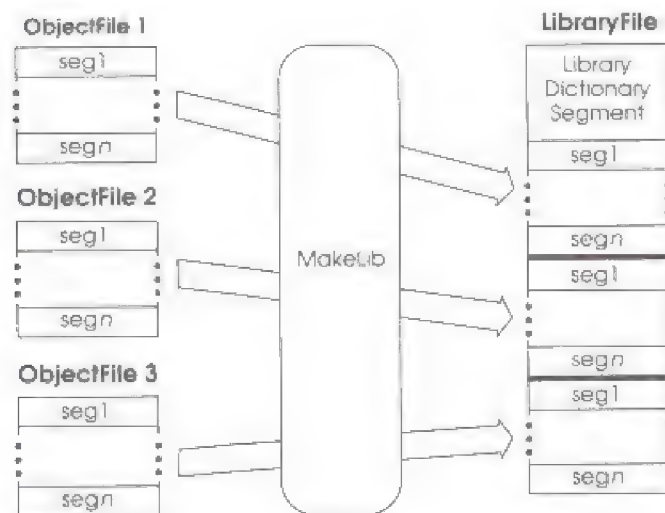 ObjectFile 1
seg1
segn
ObjectFile 2
seg1
segn
ObjectFile 3
seg1
segn
MakeLib
LibraryFile
Library
Dictionary
Segment
seg1
segn
seg1
segn
seg1
segn